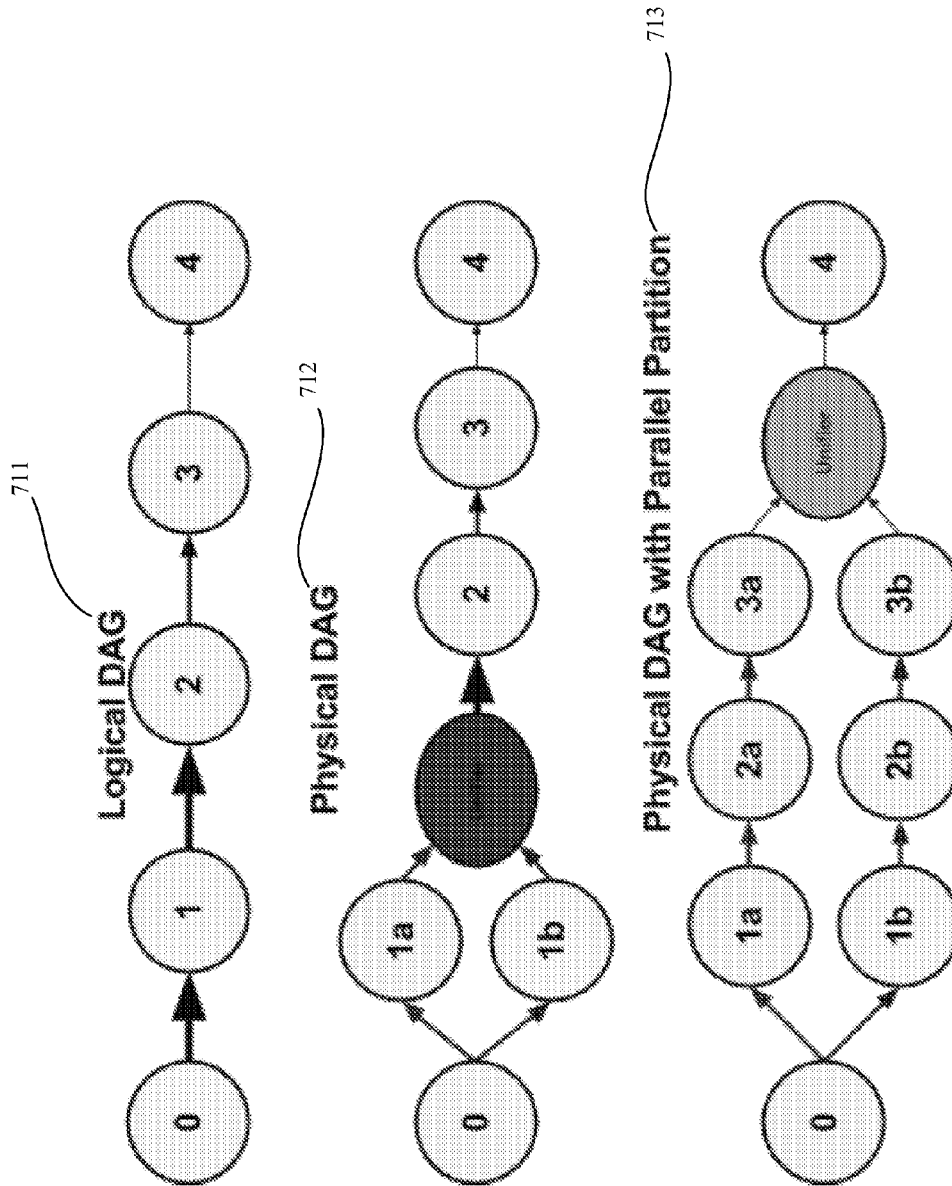 711
Logical DAG
0 1 2 3 4
712
Physical DAG
1a
0 2 3 4
1b
713
Physical DAG with Parallel Partition
1a 2a 3a
0 Unifier 4
1b 2b 3b